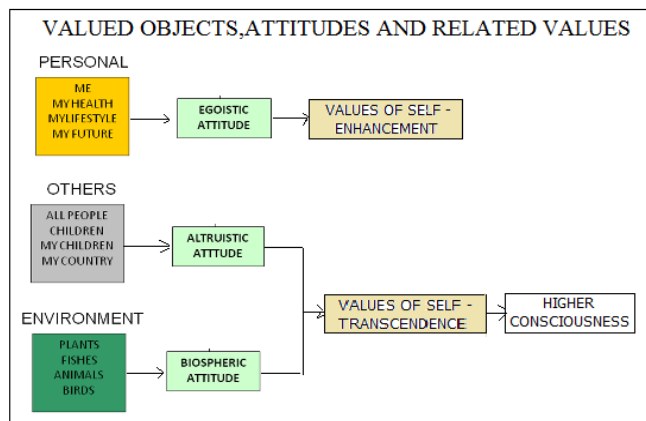 VALUED OBJECTS,ATTITUDES AND RELATED VALUES
PERSONAL
ME
MY HEALTH
MY LIFESTYLE
MY FUTURE
EGOISTIC
ATTITUDE
VALUES OF SELF -
ENHANCEMENT
OTHERS
ALL PEOPLE
CHILDREN
MY CHILDREN
MY COUNTRY
ALTRUISTIC
ATTTUDE
VALUES OF SELF -
TRANSCENDENCE
HIGHER
CONSCIOUSNESS
ENVIRONMENT
PLANTS
FISHES
ANIMALS
BIRDS
BIOSPHERIC
ATTITUDE